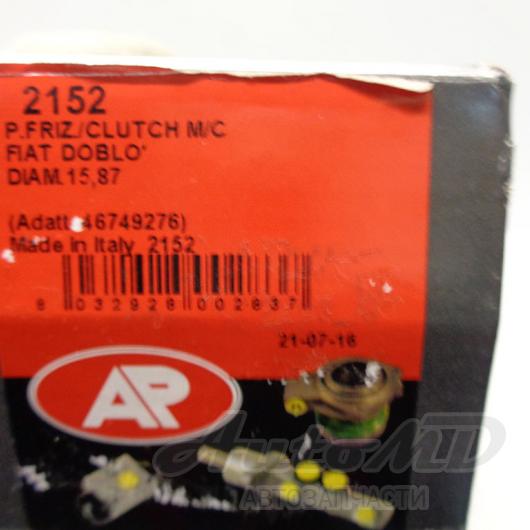 2152
P.FRIZ./CLUTCH M/C
FIAT DOBLO'
DIAM.15,87
(Adatt. 46749276)
Made in Italy 2152
8 032928 002837
21-07-16
AP
AutoMD
АВТОЗАПЧАСТИ